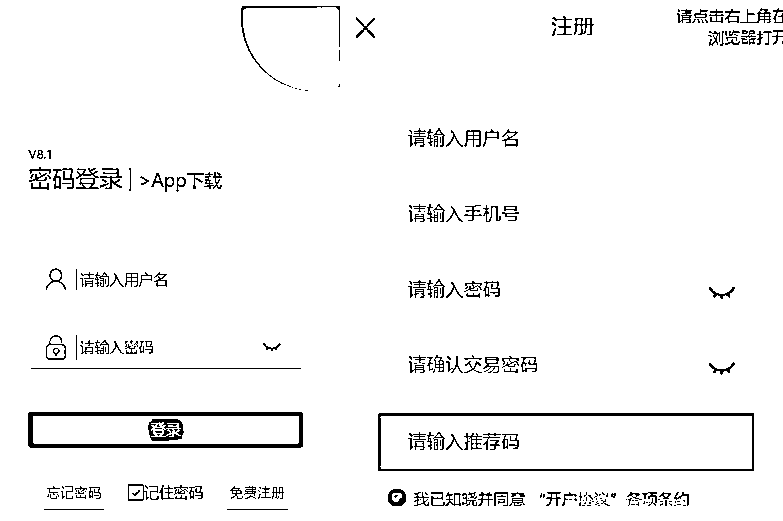 V8.1
密码登录 | >App下载
请输入用户名
请输入密码
登录
忘记密码 记住密码 免费注册
注册
请点击右上角在
浏览器打开
请输入用户名
请输入手机号
请输入密码
请确认交易密码
请输入推荐码
我已知晓并同意 “开户协议” 各项条约